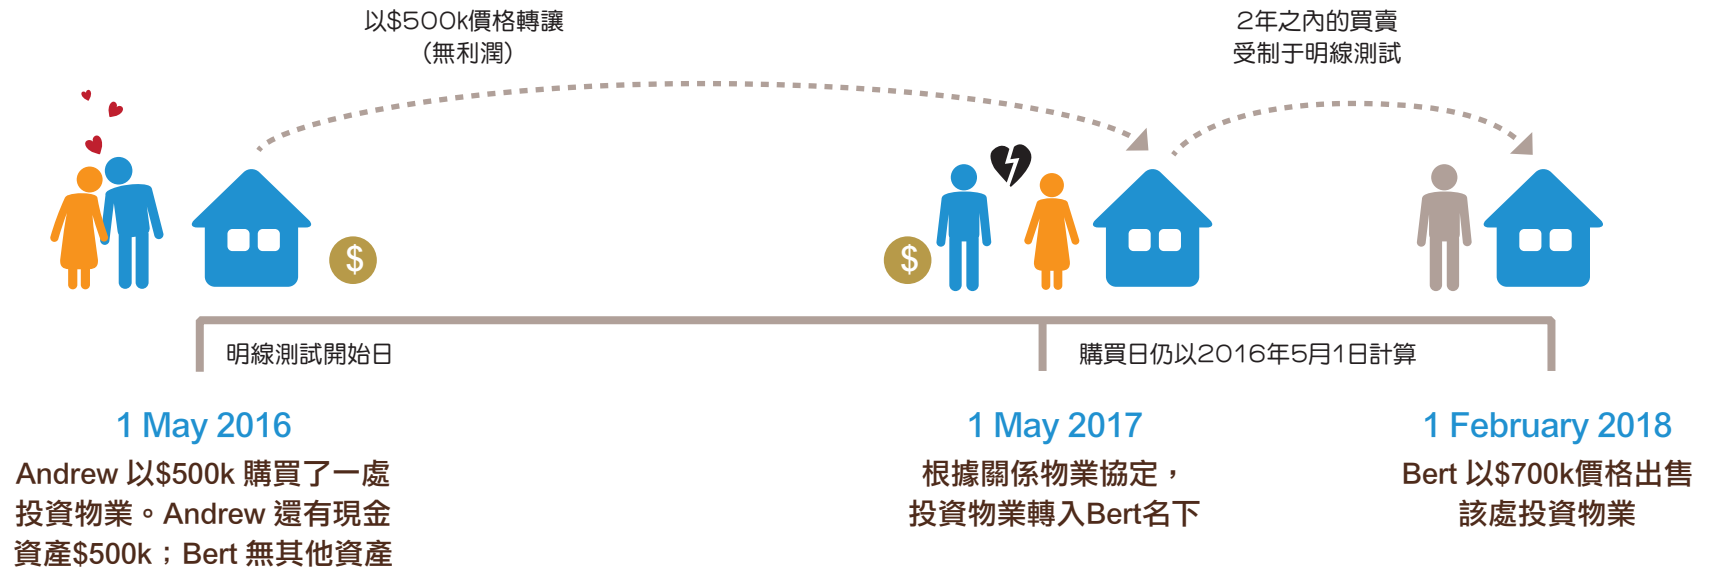 以$500k價格轉讓
(無利潤)
2年之內的買賣
受制于明線測試
$
$
明線測試開始日
購買日仍以2016年5月1日計算
1 May 2016
Andrew 以$500k 購買了一處
投資物業。Andrew 還有現金
資產$500k；Bert 無其他資產
1 May 2017
根據關係物業協定，
投資物業轉入Bert名下
1 February 2018
Bert 以$700k價格出售
該處投資物業